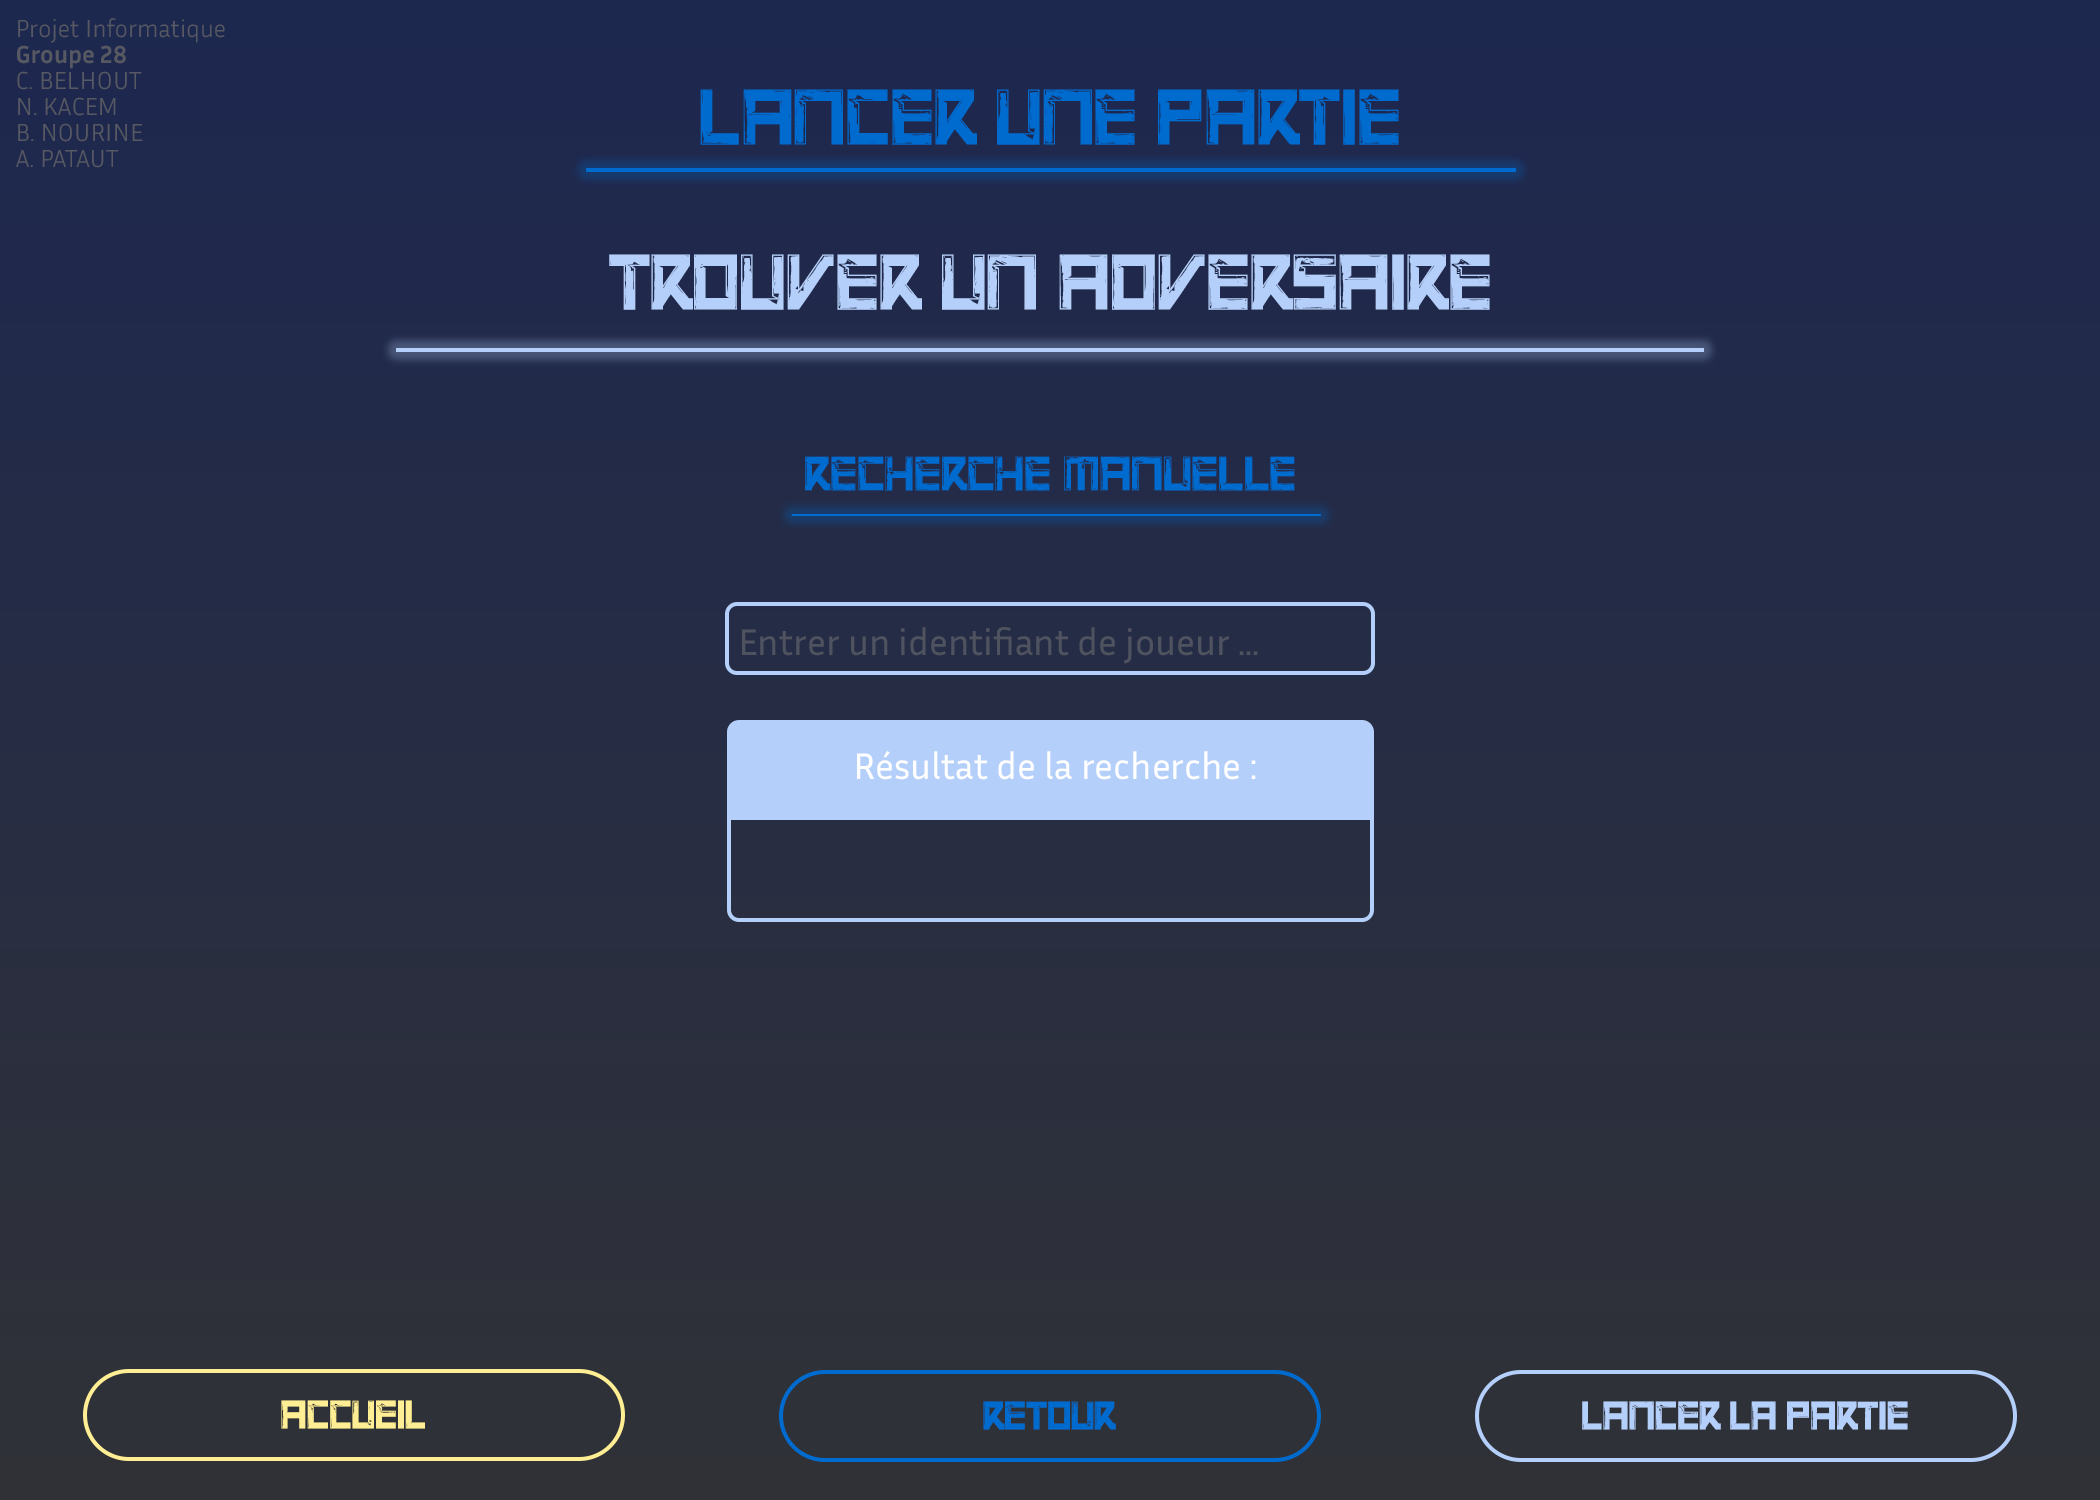 Projet Informatique
Groupe 28
C. BELHOUT
N. KACEM
B. NOURINE
A. PATAUT
LANCER UNE PARTIE
TROUVER UN ADVERSAIRE
RECHERCHE MANUELLE
Entrer un identifiant de joueur ...
Résultat de la recherche :
ACCUEIL
RETOUR
LANCER LA PARTIE